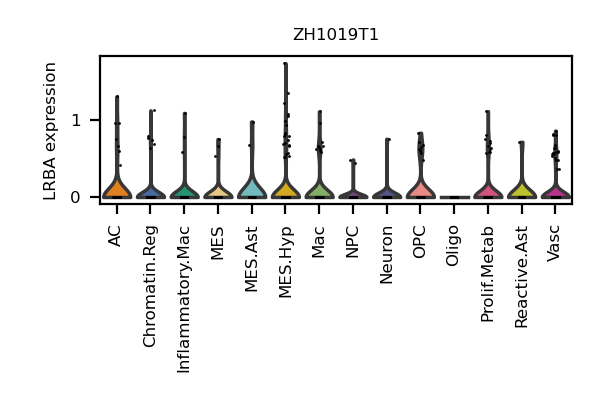 ZH1019T1
LRBA expression
1
0
AC
Chromatin.Reg
Inflammatory.Mac
MES
MES.Ast
MES.Hyp
Mac
NPC
Neuron
OPC
Oligo
Prolif.Metab
Reactive.Ast
Vasc